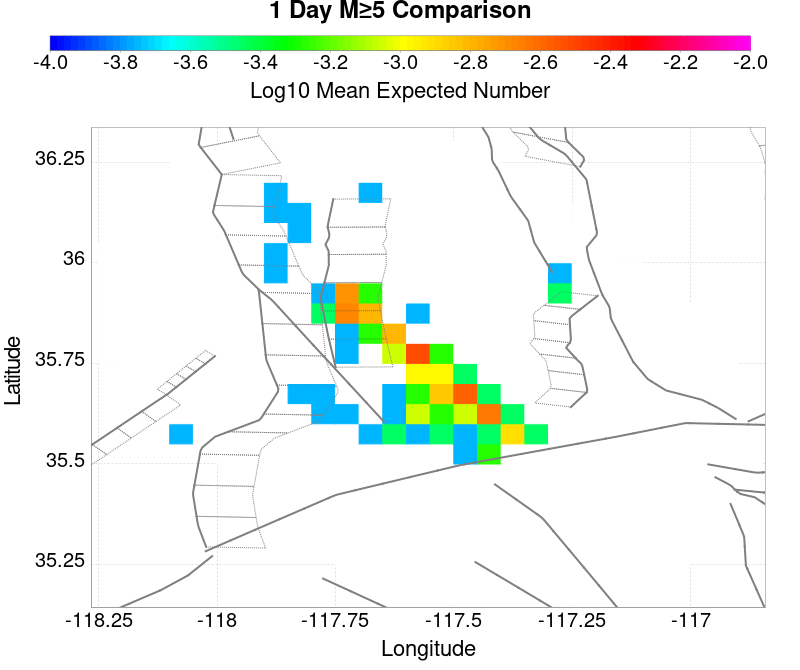 1 Day M≥5 Comparison
-4.0 -3.8 -3.6 -3.4 -3.2 -3.0 -2.8 -2.6 -2.4 -2.2 -2.0
Log10 Mean Expected Number
36.25
36
35.75
35.5
35.25
Latitude
-118.25 -118 -117.75 -117.5 -117.25 -117
Longitude